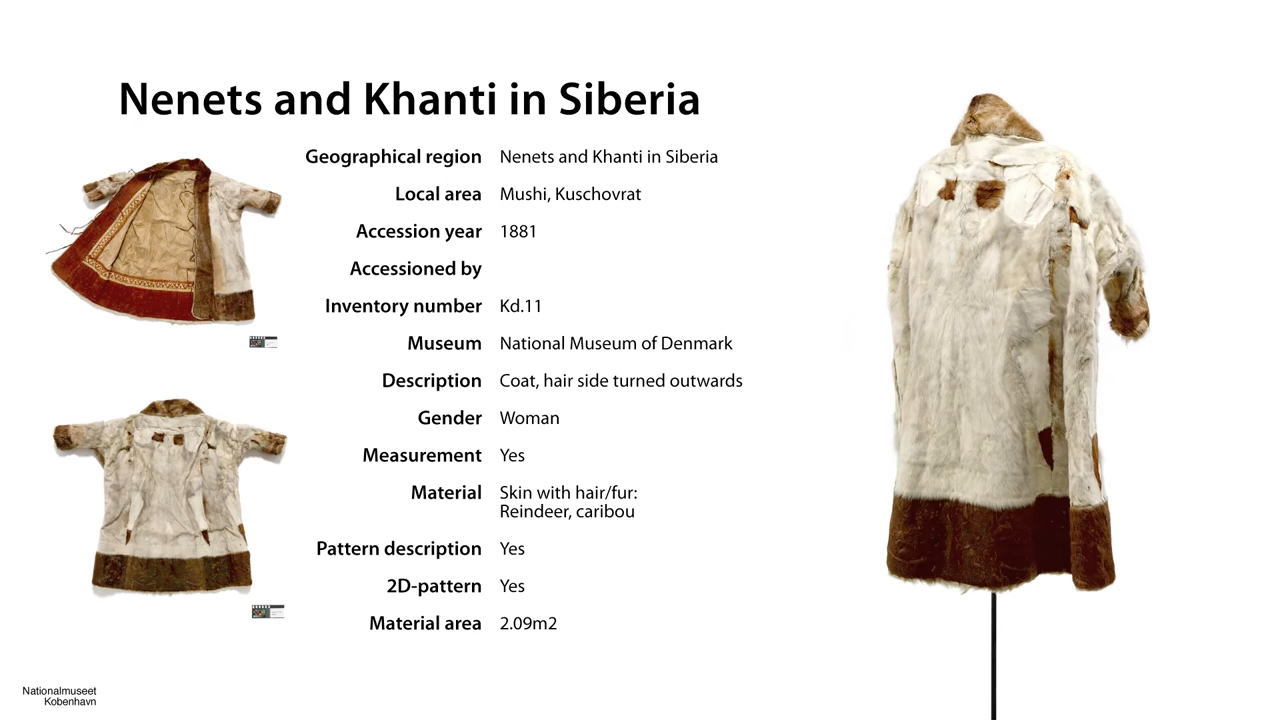 Nenets and Khanti in Siberia
Geographical region Nenets and Khanti in Siberia
Local area Mushi, Kuschovrat
Accession year 1881
Accessioned by
Inventory number Kd.11
Museum National Museum of Denmark
Description Coat, hair side turned outwards
Gender Woman
Measurement Yes
Material Skin with hair/fur:
Reindeer, caribou
Pattern description Yes
2D-pattern Yes
Material area 2.09m2
Nationalmuseet
Kobenhavn